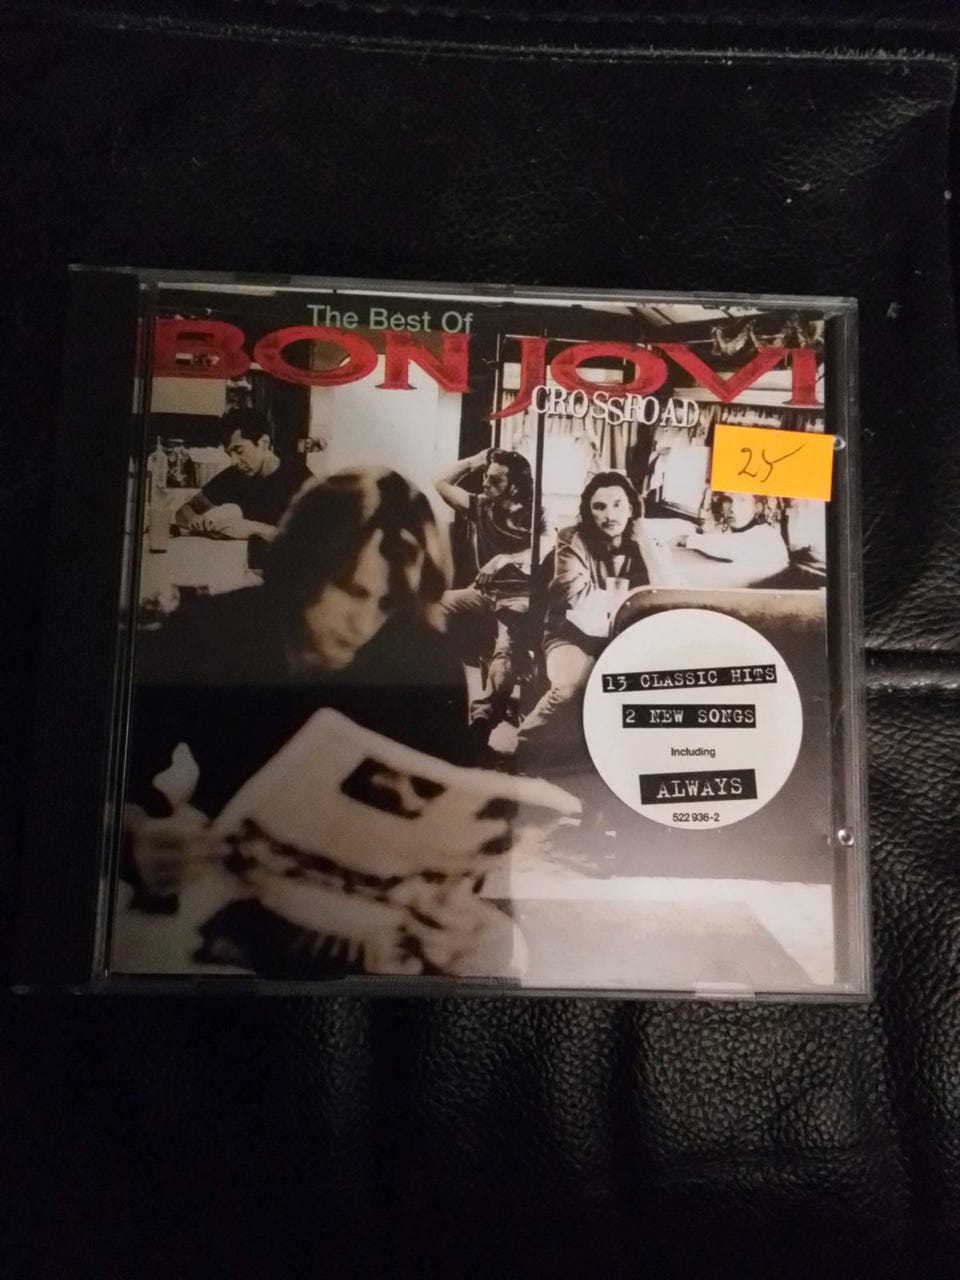 The Best Of
BON JOVI
CROSSROAD
25
13 CLASSIC HITS
2 NEW SONGS
Including
ALWAYS
522 936-2